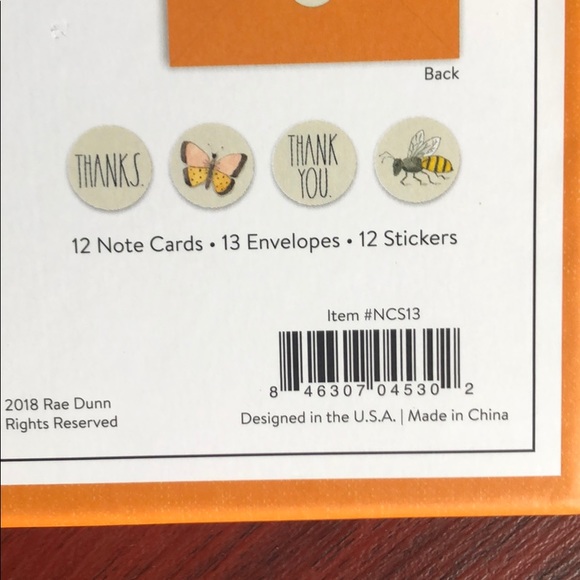 Back
THANKS.
THANK
YOU.
12 Note Cards • 13 Envelopes • 12 Stickers
Item #NCS13
8 46307 04530 2
2018 Rae Dunn
Rights Reserved
Designed in the U.S.A. | Made in China